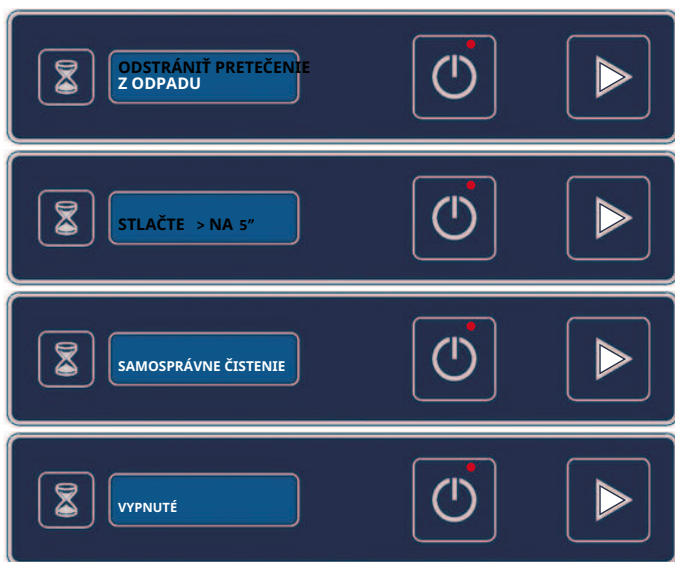 ODSTRÁNIŤ PRETEČENIE
Z ODPADU
STLAČTE > NA 5”
SAMOSPRÁVNE ČISTENIE
VYPNUTÉ